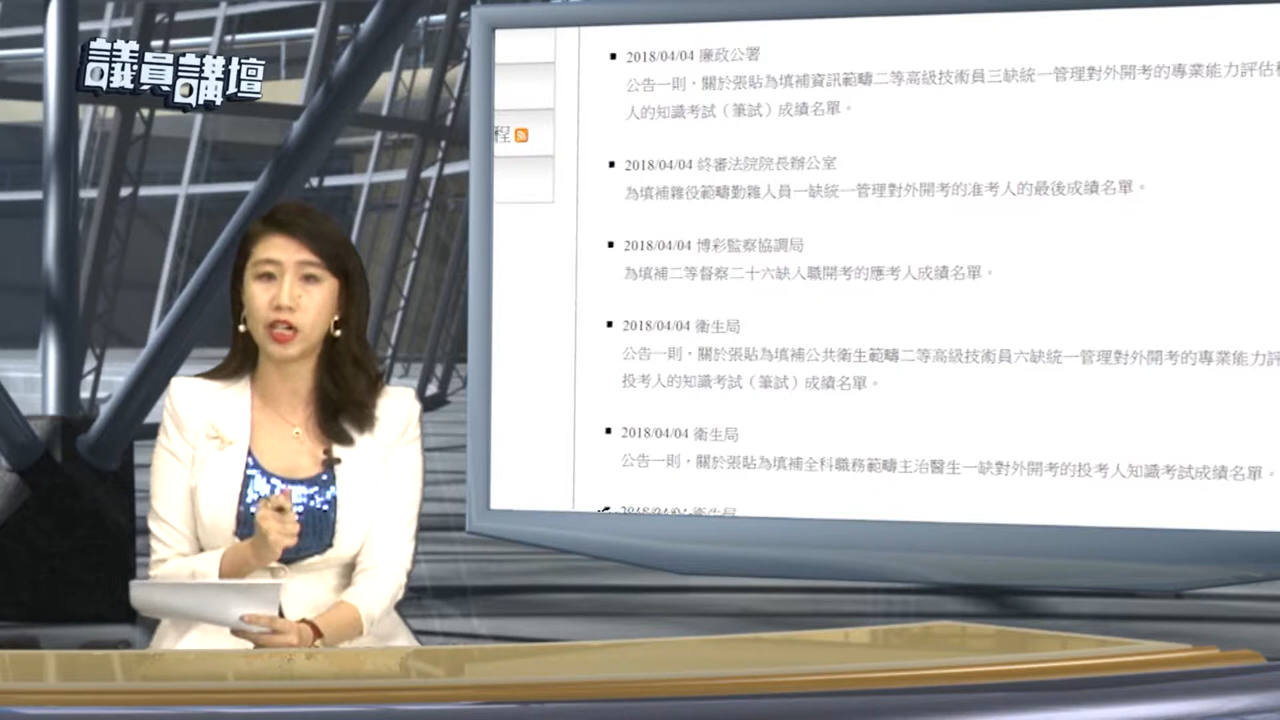 議員講壇
程
2018/04/04 廉政公署
公告一則，關於張貼為填補資訊範疇二等高級技術員三缺統一管理對外開考的專業能力評估
人的知識考試（筆試）成績名單。
2018/04/04 終審法院院長辦公室
為填補雜役範疇勤雜人員一缺統一管理對外開考的准考人的最後成績名單。
2018/04/04 博彩監察協調局
為填補二等督察二十六缺入職開考的應考人成績名單。
2018/04/04 衛生局
公告一則，關於張貼為填補公共衛生範疇二等高級技術員六缺統一管理對外開考的專業能力評
投考人的知識考試（筆試）成績名單。
2018/04/04 衛生局
公告一則，關於張貼為填補全科職務範疇主治醫生一缺對外開考的投考人知識考試成績名單。
2018/04/04 衛生局